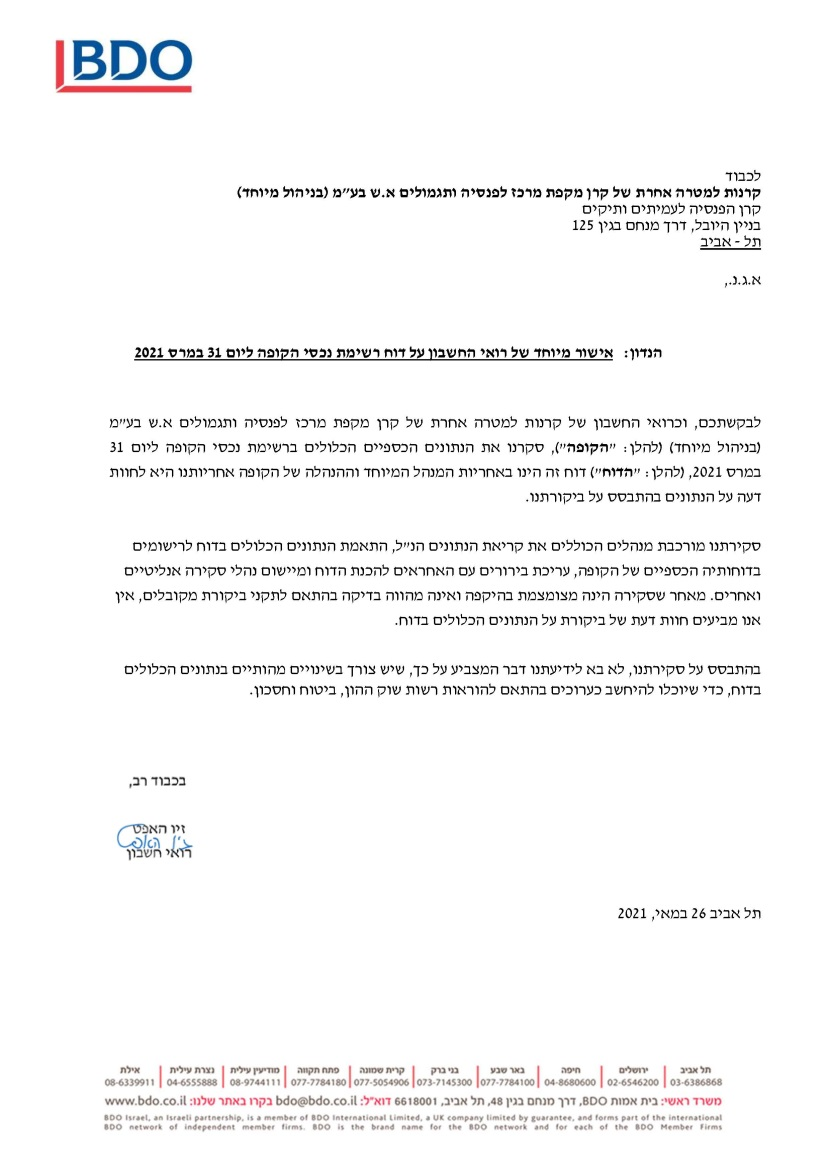 BDO
לכבוד
קרנות למטרה אחרת של קרן מקפת מרכז לפנסיה ותגמולים א.ש בע״מ (בניהול מיוחד)
קרן הפנסיה לעמיתים ותיקים
בניין היובל, דרך מנחם בגין 125
תל - אביב
א.ג.נ.,
הנדון: אישור מיוחד של רואי החשבון על דוח רשימת נכסי הקופה ליום 31 במרס 2021
לבקשתכם, וכרואי החשבון של קרנות למטרה אחרת של קרן מקפת מרכז לפנסיה ותגמולים א.ש בע״מ
(בניהול מיוחד) (להלן: ״הקופה״), סקרנו את הנתונים הכספיים הכלולים ברשימת נכסי הקופה ליום 31
במרס 2021, (להלן: ״הדוח״) דוח זה הינו באחריות המנהל המיוחד וההנהלה של הקופה אחריותנו היא לחוות
דעה על הנתונים בהתבסס על ביקורתנו.
סקירתנו מורכבת מנהלים הכוללים את קריאת הנתונים הנ״ל, התאמת הנתונים הכלולים בדוח לרישומים
בדוחותיה הכספיים של הקופה, עריכת בירורים עם האחראים להכנת הדוח ומיישום נהלי סקירה אנליטיים
ואחרים. מאחר שסקירה הינה מצומצמת בהיקפה ואינה מהווה בדיקה בהתאם לתקני ביקורת מקובלים, אין
אנו מביעים חוות דעת של ביקורת על הנתונים הכלולים בדוח.
בהתבסס על סקירתנו, לא בא לידיעתנו דבר המצביע על כך, שיש צורך בשינויים מהותיים בנתונים הכלולים
בדוח, כדי שיוכלו להיחשב כערוכים בהתאם להוראות רשות שוק ההון, ביטוח וחסכון.
בכבוד רב,
זיו האפט
זיו האפט
רואי חשבון
תל אביב 26 במאי, 2021
תל אביב | ירושלים | חיפה | באר שבע | בני ברק | קרית שמונה | פתח תקווה | מודיעין עילית | נצרת עילית | אילת
03-6386868 | 02-6546200 | 04-8680600 | 077-7784100 | 073-7145300 | 077-5054906 | 077-7784180 | 08-9744111 | 04-6555888 | 08-6339911
משרד ראשי: בית אמות BDO, דרך מנחם בגין 48, תל אביב, 6618001 דוא"ל: bdo@bdo.co.il בקרו באתר שלנו: www.bdo.co.il
BDO Israel, an Israeli partnership, is a member of BDO International Limited, a UK company limited by guarantee, and forms part of the international
BDO network of independent member firms. BDO is the brand name for the BDO network and for each of the BDO Member Firms